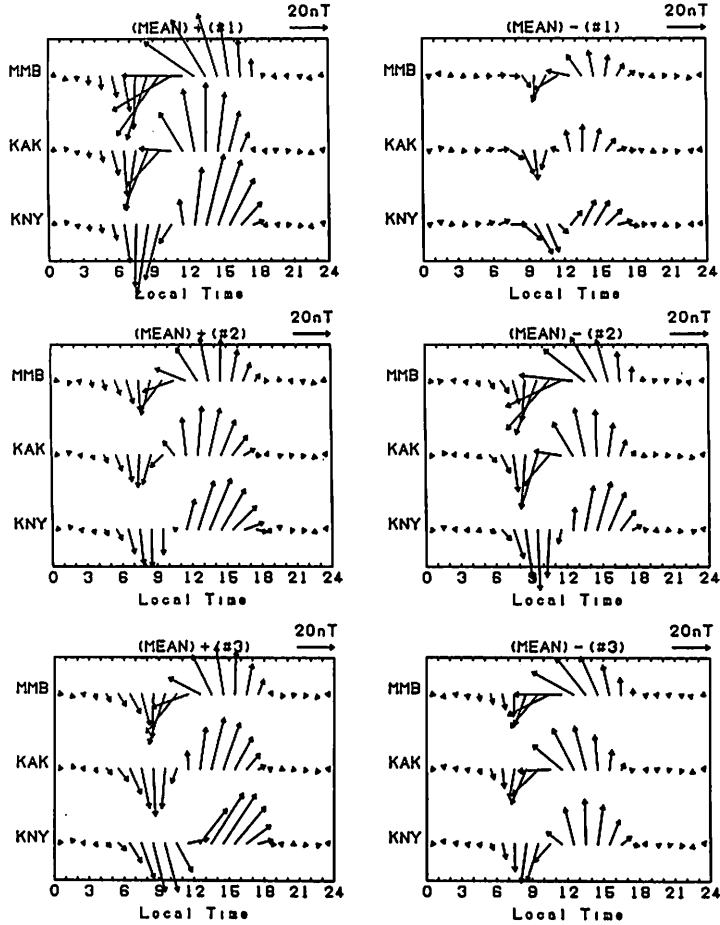 20nT
(MEAN)+(#1)
MMB
KAK
KNY
0 3 6 9 12 15 18 21 24
Local Time
20nT
(MEAN)-(#1)
MMB
KAK
KNY
0 3 6 9 12 15 18 21 24
Local Time
20nT
(MEAN)+(#2)
MMB
KAK
KNY
0 3 6 9 12 15 18 21 24
Local Time
20nT
(MEAN)-(#2)
MMB
KAK
KNY
0 3 6 9 12 15 18 21 24
Local Time
20nT
(MEAN)+(#3)
MMB
KAK
KNY
0 3 6 9 12 15 18 21 24
Local Time
20nT
(MEAN)-(#3)
MMB
KAK
KNY
0 3 6 9 12 15 18 21 24
Local Time